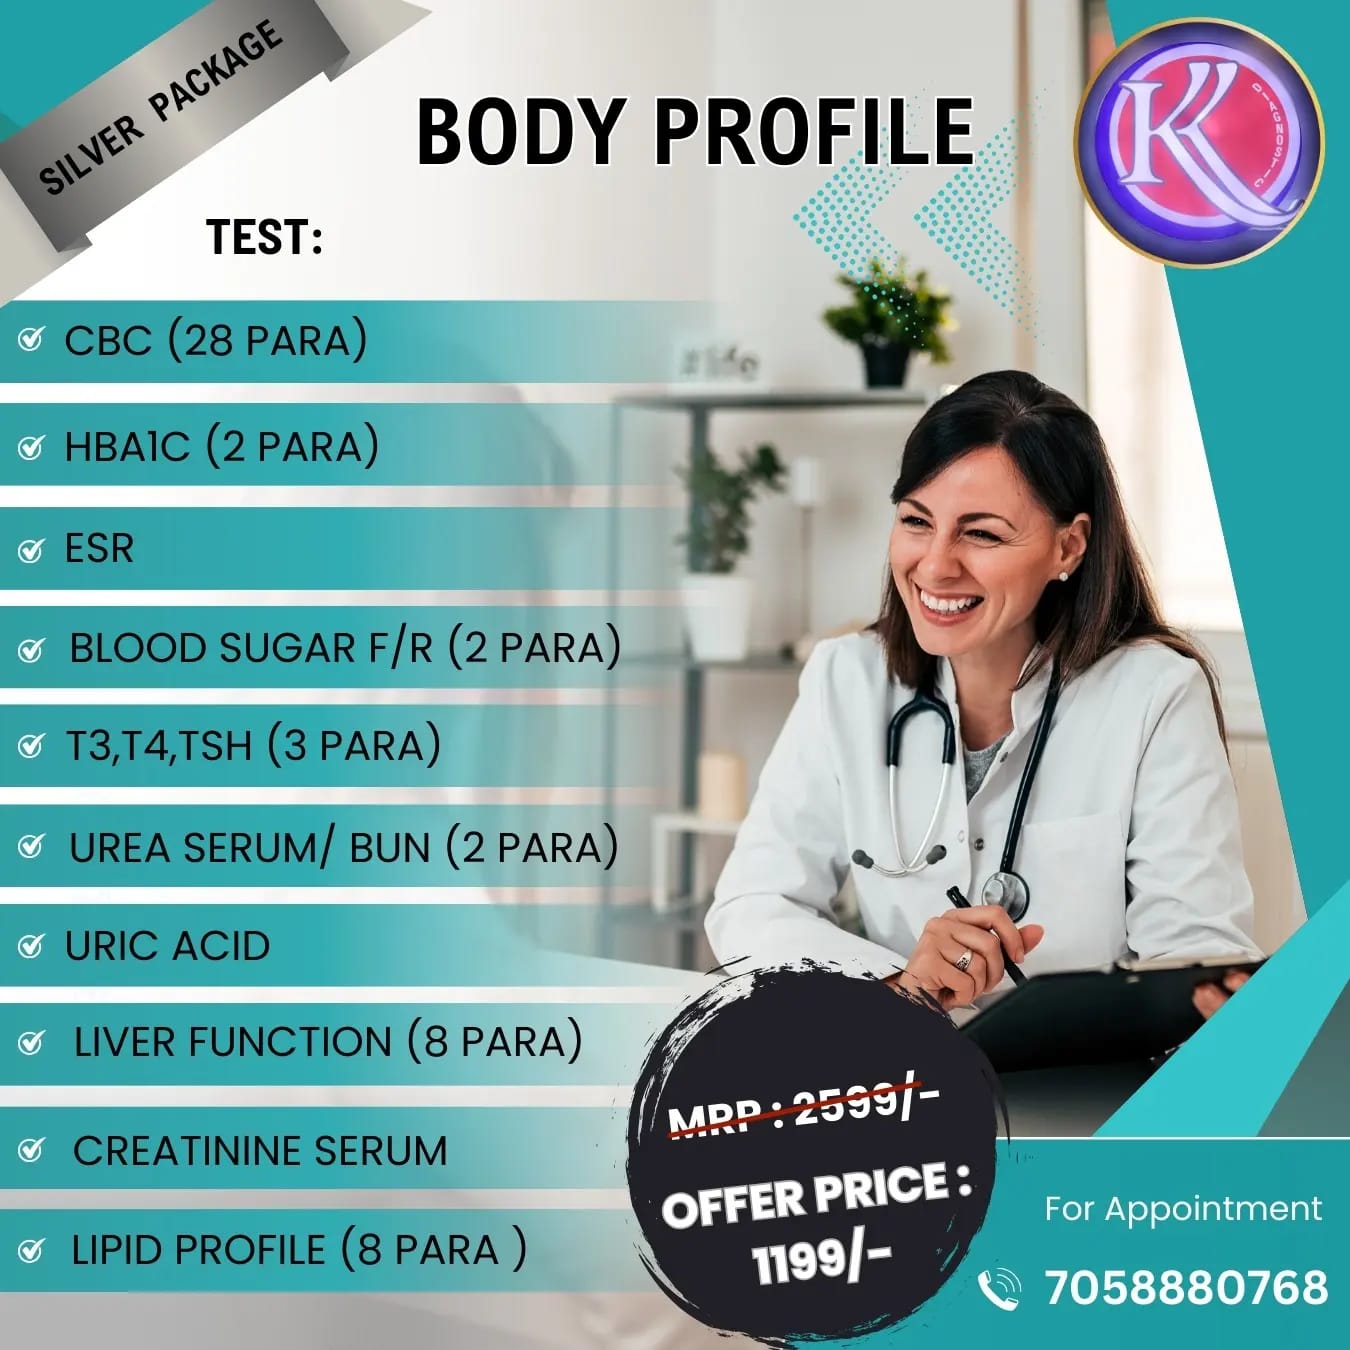 SILVER PACKAGE
BODY PROFILE
K
DIAGNOSTIC
TEST:
#life
CBC (28 PARA)
HBA1C (2 PARA)
ESR
BLOOD SUGAR F/R (2 PARA)
T3,T4,TSH (3 PARA)
UREA SERUM/ BUN (2 PARA)
URIC ACID
LIVER FUNCTION (8 PARA)
CREATININE SERUM
LIPID PROFILE (8 PARA )
MRP : 2599/-
OFFER PRICE :
1199/-
For Appointment
7058880768